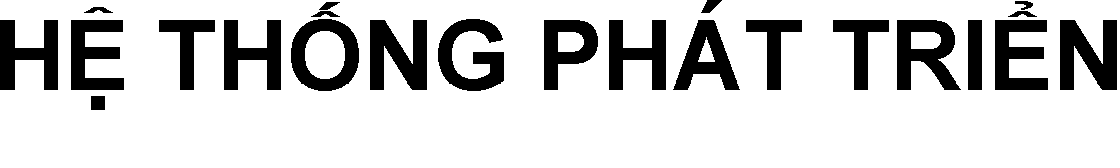 HỆ THỐNG PHÁT TRIỂN